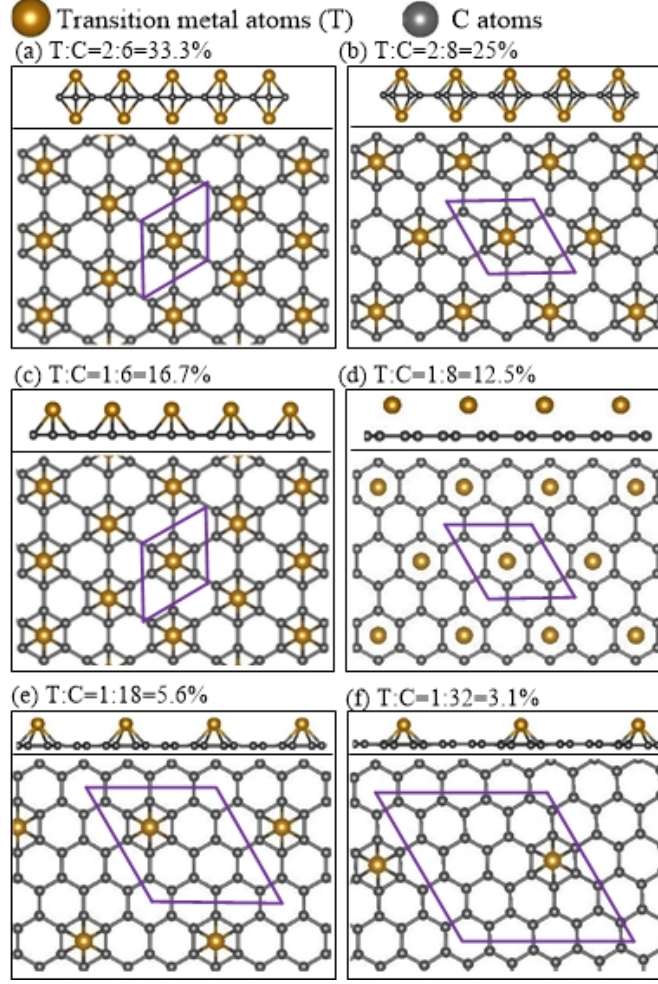 Transition metal atoms (T) C atoms
(a) T:C=2:6=33.3% (b) T:C=2:8=25%
(c) T:C=1:6=16.7% (d) T:C=1:8=12.5%
(e) T:C=1:18=5.6% (f) T:C=1:32=3.1%